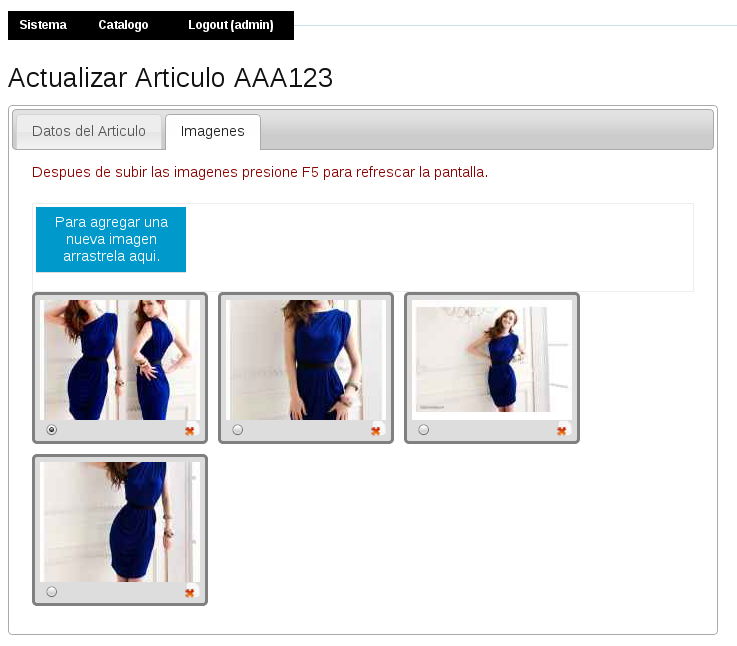 Sistema Catalogo Logout (admin)
Actualizar Articulo AAA123
Datos del Articulo Imagenes
Despues de subir las imagenes presione F5 para refrescar la pantalla.
Para agregar una
nueva imagen
arrastrela aqui.